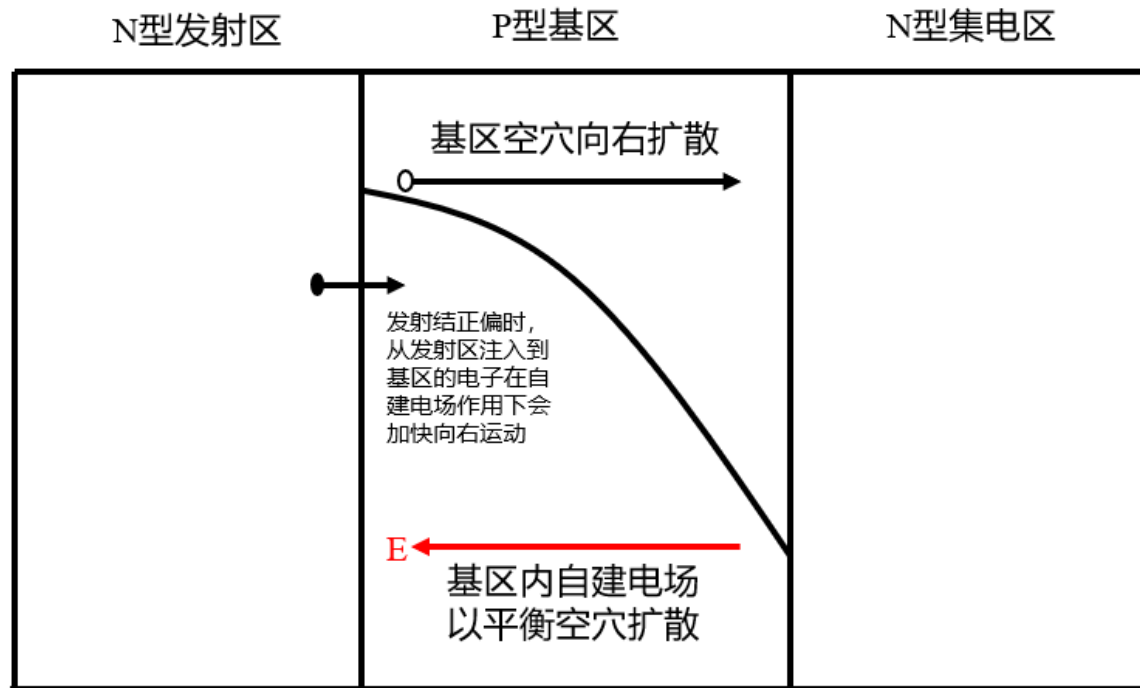 N型发射区
P型基区
N型集电区
基区空穴向右扩散
发射结正偏时，
从发射区注入到
基区的电子在自
建电场作用下会
加快向右运动
E
基区内自建电场
以平衡空穴扩散